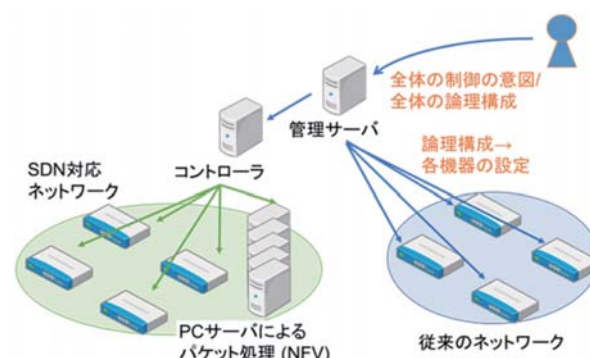 全体の制御の意図/
全体の論理構成
管理サーバ
論理構成→
各機器の設定
コントローラ
SDN対応
ネットワーク
PCサーバによる
パケット処理 (NFV)
従来のネットワーク